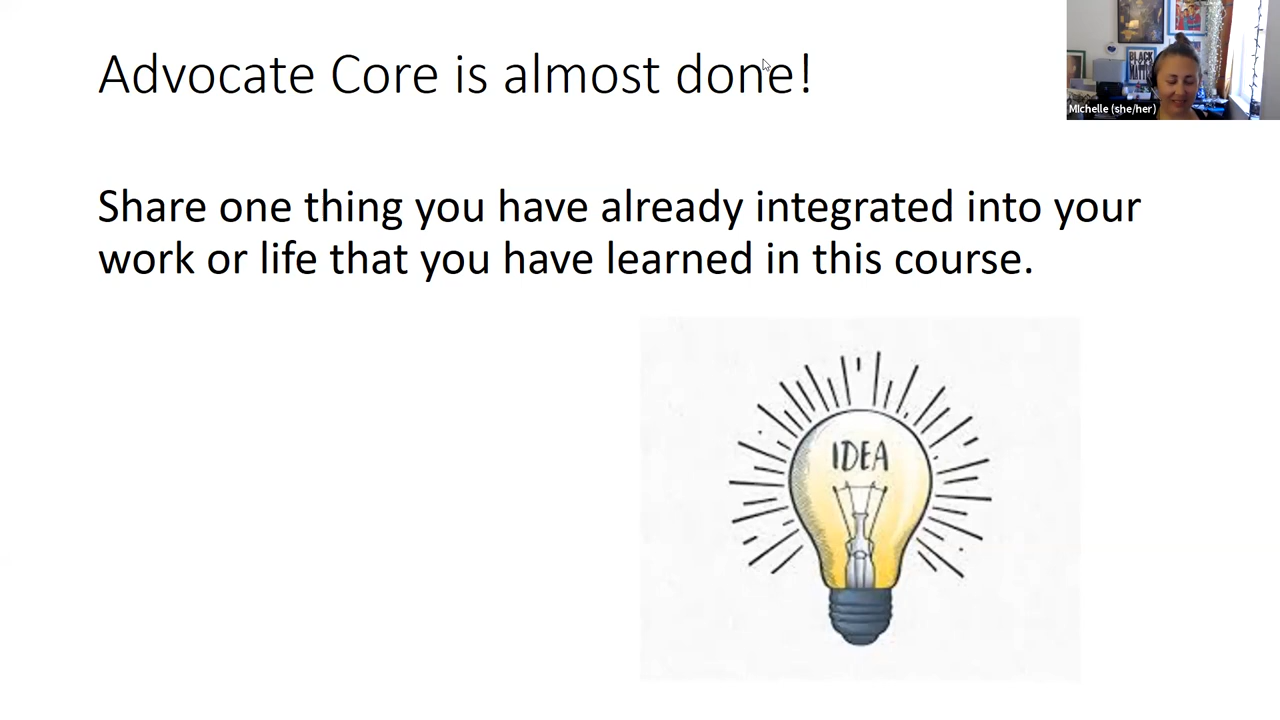 Advocate Core is almost done!
Share one thing you have already integrated into your
work or life that you have learned in this course.
IDEA
BLACK
Michelle (she/her)